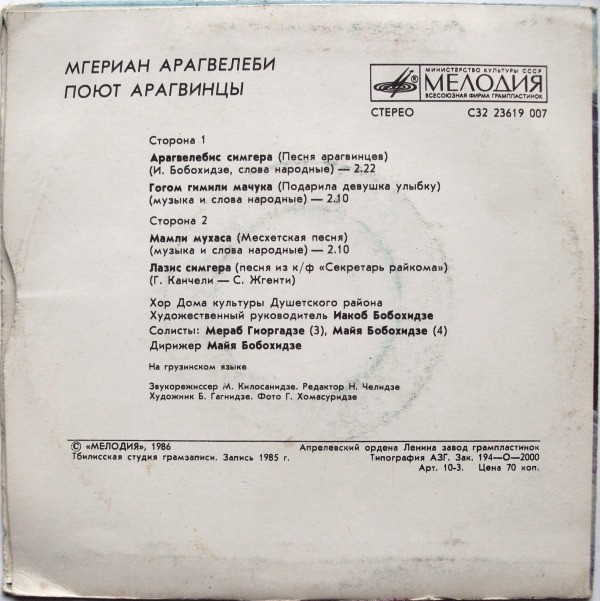 МГЕРИАН АРАГВЕЛЕБИ
ПОЮТ АРАГВИНЦЫ
МИНИСТЕРСТВО КУЛЬТУРЫ СССР
МЕЛОДИЯ
ВСЕСОЮЗНАЯ ФИРМА ГРАМПЛАСТИНОК
СТЕРЕО С32 23619 007
Сторона 1
Арагвелебис симгера (Песня арагвинцев)
(И. Бобохидзе, слова народные) — 2.22
Гогом гимили мачука (Подарила девушка улыбку)
(музыка и слова народные) — 2.10
Сторона 2
Мамли мухаса (Месхетская песня)
(музыка и слова народные) — 2.10
Лазис симгера (песня из к/ф «Секретарь райкома»)
(Г. Канчели — С. Жгенти)
Хор Дома культуры Душетского района
Художественный руководитель Иакоб Бобохидзе
Солисты: Мераб Гиоргадзе (3), Майя Бобохидзе (4)
Дирижер Майя Бобохидзе
На грузинском языке
Звукорежиссер М. Килосанидзе. Редактор Н. Челидзе
Художник Б. Гагнидзе. Фото Г. Хомасуридзе
© «МЕЛОДИЯ», 1986 Апрелевский ордена Ленина завод грампластинок
Тбилисская студия грамзаписи. Запись 1985 г. Типография АЗГ. Зак. 194—О—2000
Арт. 10-3. Цена 70 коп.